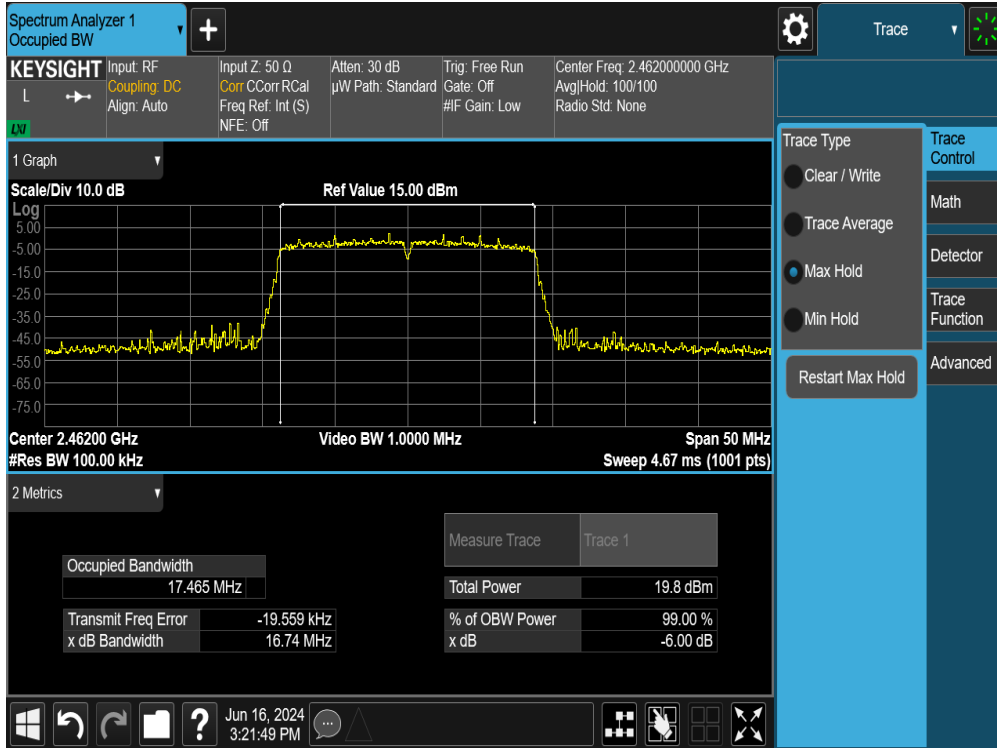 Spectrum Analyzer 1
Occupied BW
+
Trace
KEYSIGHT
L
LXI
Input: RF
Coupling: DC
Align: Auto
Input Z: 50 Ω
Corr CCorr RCal
Freq Ref: Int (S)
NFE: Off
Atten: 30 dB
µW Path: Standard
Trig: Free Run
Gate: Off
#IF Gain: Low
Center Freq: 2.462000000 GHz
Avg|Hold: 100/100
Radio Std: None
1 Graph
Scale/Div 10.0 dB
Ref Value 15.00 dBm
Log
5.00
-5.00
-15.0
-25.0
-35.0
-45.0
-55.0
-65.0
-75.0
Center 2.46200 GHz
Video BW 1.0000 MHz
Span 50 MHz
#Res BW 100.00 kHz
Sweep 4.67 ms (1001 pts)
2 Metrics
Measure Trace
Trace 1
Occupied Bandwidth
17.465 MHz
Total Power
19.8 dBm
Transmit Freq Error
-19.559 kHz
% of OBW Power
99.00 %
x dB Bandwidth
16.74 MHz
x dB
-6.00 dB
Trace Type
Clear / Write
Trace Average
Max Hold
Min Hold
Restart Max Hold
Trace
Control
Math
Detector
Trace
Function
Advanced
?
Jun 16, 2024
3:21:49 PM
...